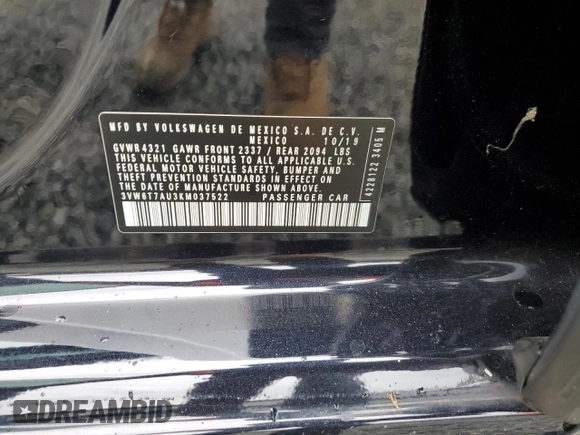 MFD BY VOLKSWAGEN DE MEXICO S.A. DE C.V.
MEXICO 10/19
GVWR 4321 GAWR FRONT 2337 / REAR 2094 LBS
THIS VEHICLE CONFORMS TO ALL APPLICABLE U.S.
FEDERAL MOTOR VEHICLE SAFETY, BUMPER AND
THEFT PREVENTION STANDARDS IN EFFECT ON
THE DATE OF MANUFACTURE SHOWN ABOVE.
3VW6T7AU3KM037522 PASSENGER CAR
4228122 3405 M
DREAMBID